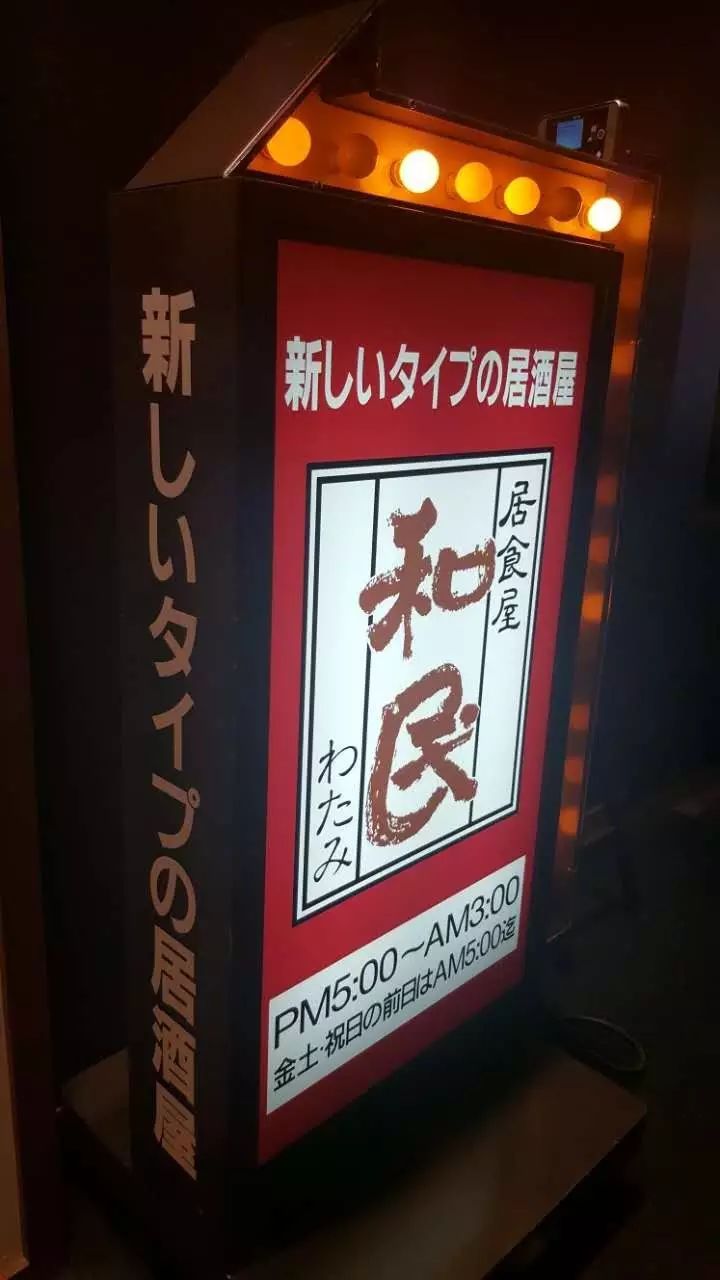 新しいタイプの居酒屋
新しいタイプの居酒屋
居食屋
和民
わたみ
PM5:00～AM3:00
金土・祝日の前日はAM5:00迄